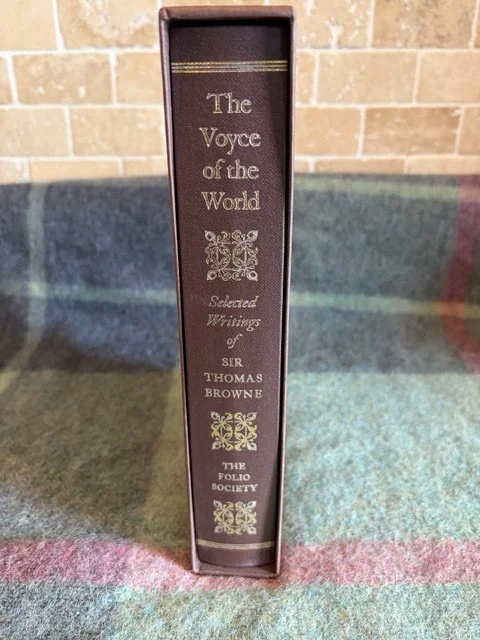 The
Voyce
of the
World
Selected
Writings
of
SIR
THOMAS
BROWNE
THE
FOLIO
SOCIETY